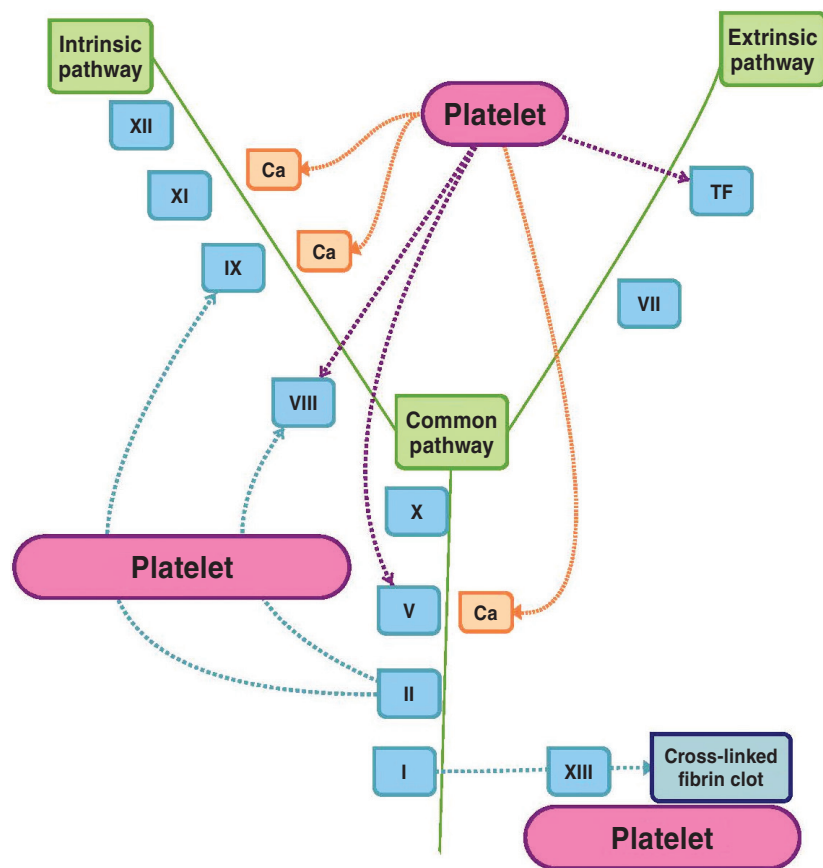 Intrinsic
pathway
Extrinsic
pathway
Platelet
XII
Ca
XI
TF
Ca
IX
VII
VIII
Common
pathway
X
Platelet
V
Ca
II
I
XIII
Cross-linked
fibrin clot
Platelet